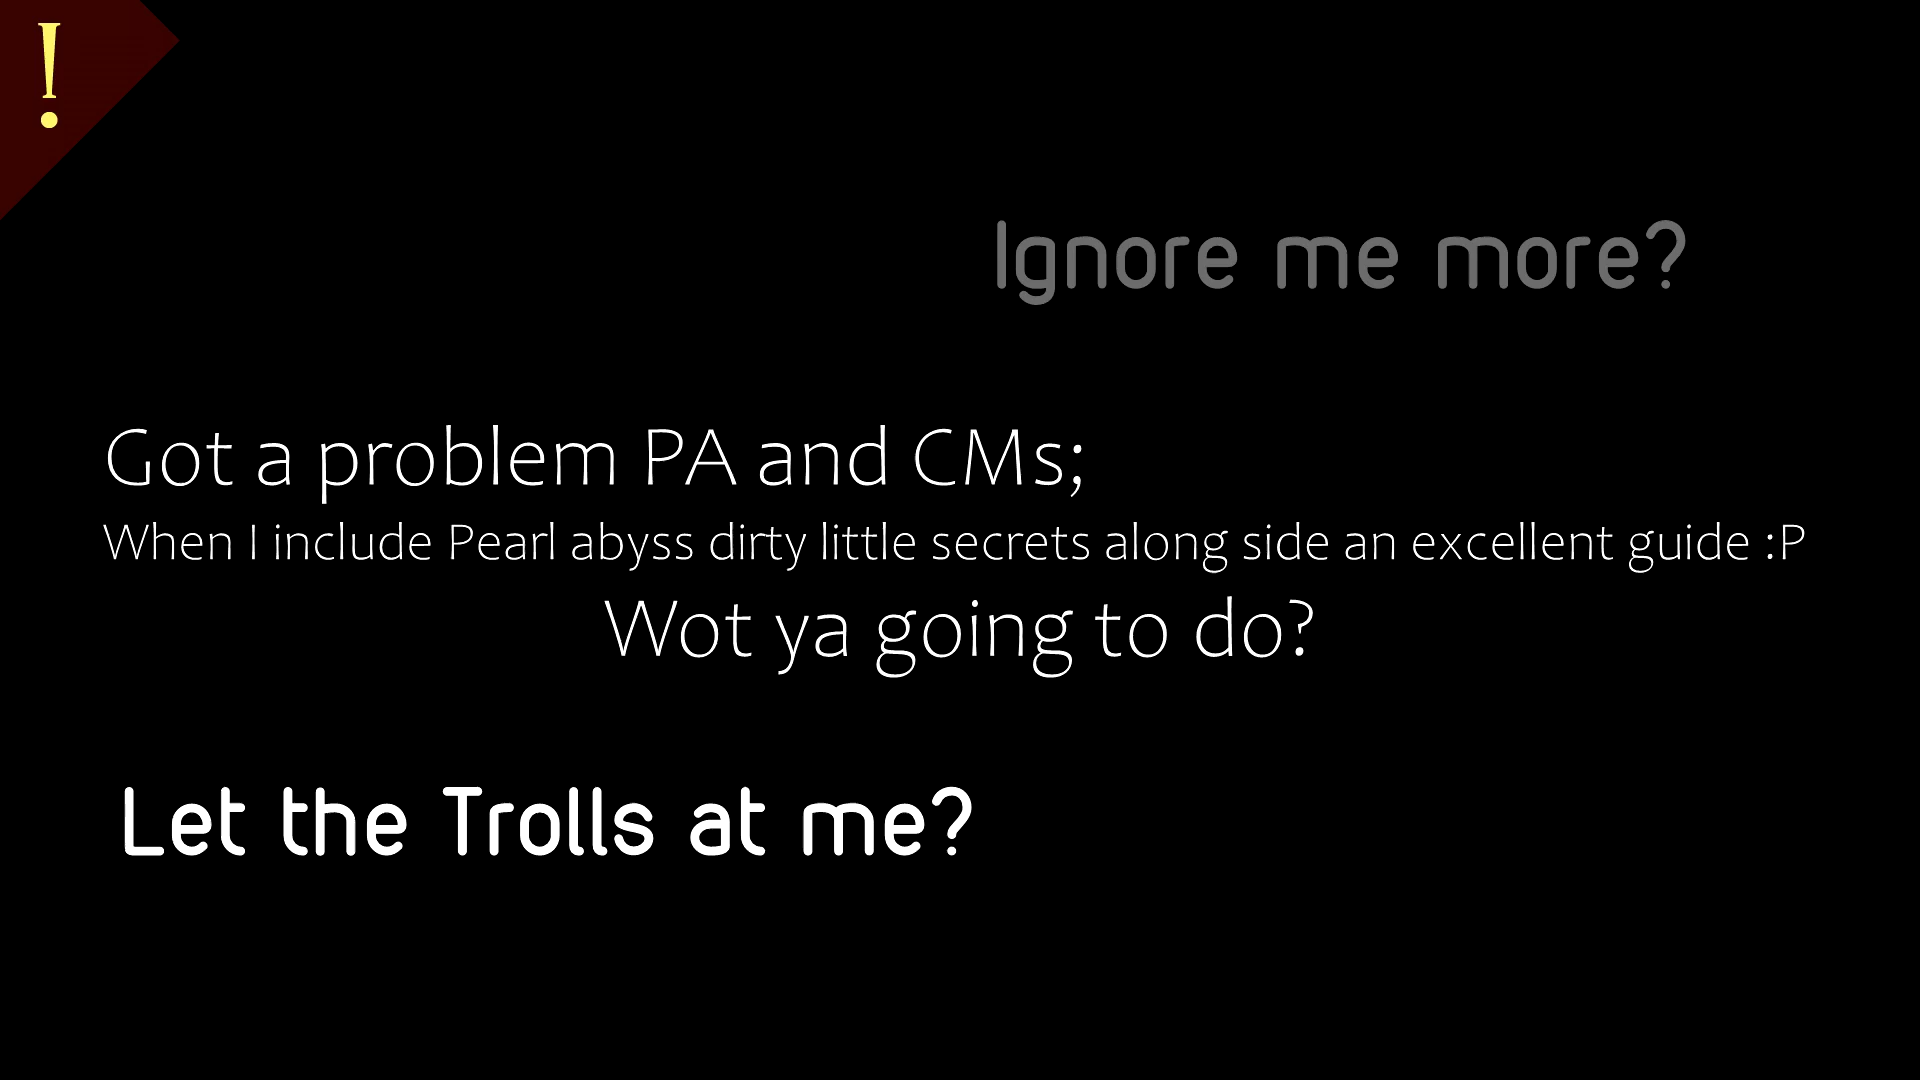 !
Ignore me more?
Got a problem PA and CMs;
When I include Pearl abyss dirty little secrets along side an excellent guide :P
Wot ya going to do?
Let the Trolls at me?